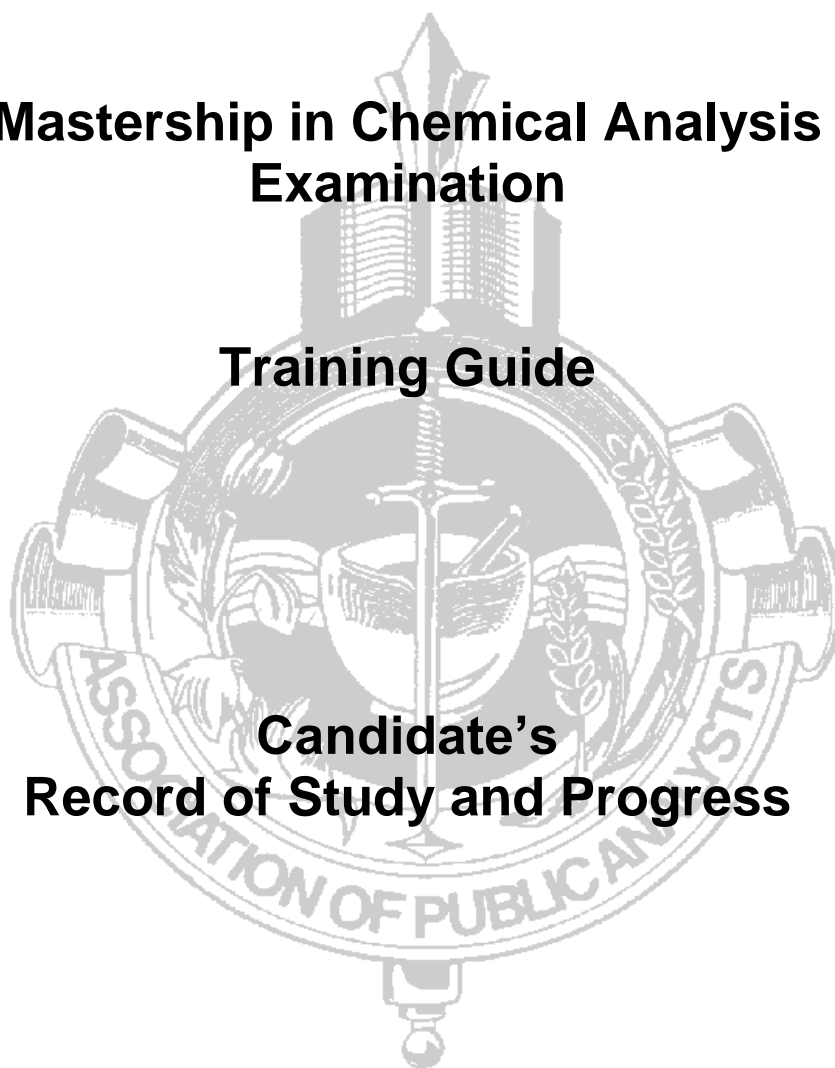 Mastership in Chemical Analysis
Examination
Training Guide
Candidate's
Record of Study and Progress
ASSOCIATION OF PUBLIC ANALYSTS